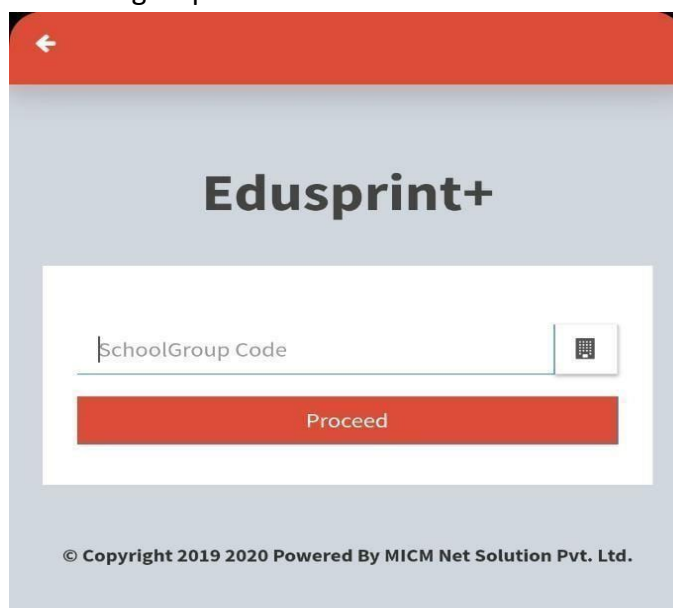 Edusprint+
SchoolGroup Code
Proceed
© Copyright 2019 2020 Powered By MICM Net Solution Pvt. Ltd.